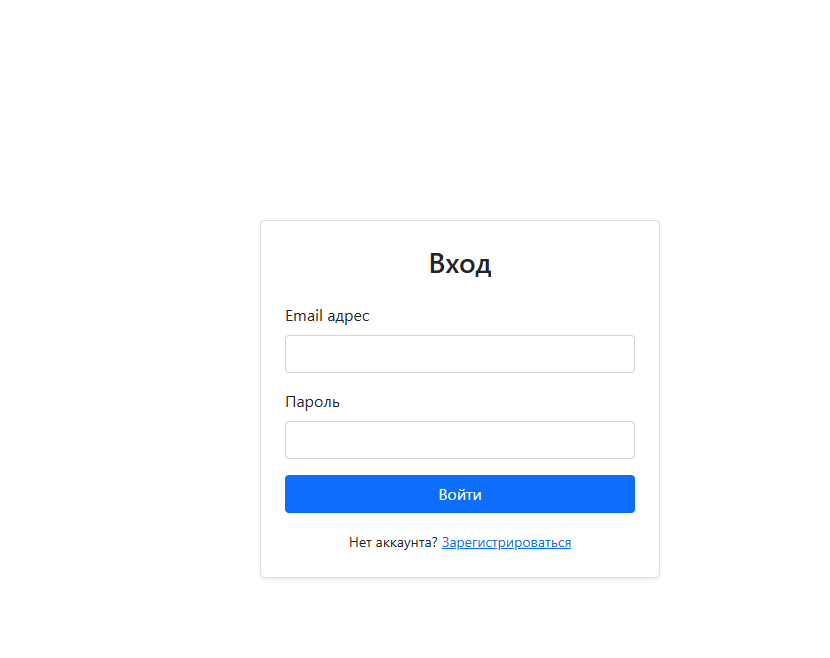 Вход
Email адрес
Пароль
Войти
Нет аккаунта? Зарегистрироваться